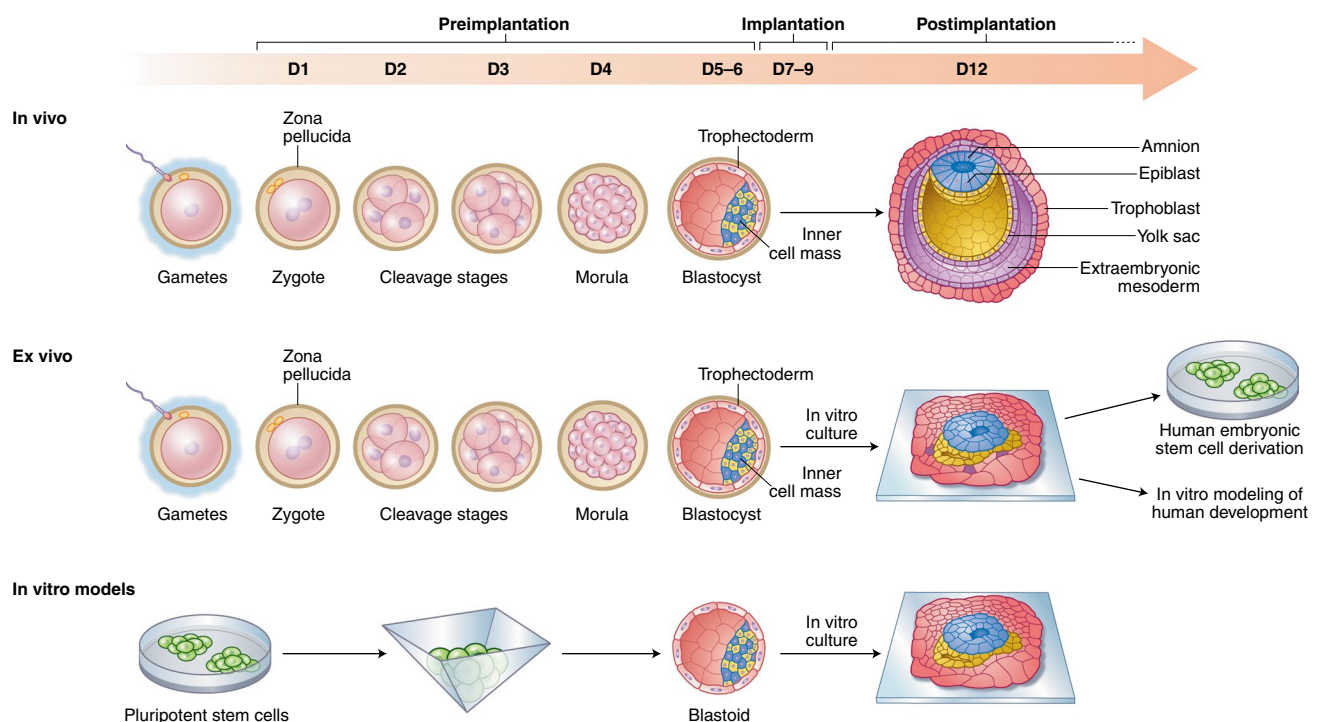 Preimplantation
Implantation
Postimplantation
D1
D2
D3
D4
D5–6
D7–9
D12
In vivo
Zona
pellucida
Trophectoderm
Inner
cell mass
Amnion
Epiblast
Trophoblast
Yolk sac
Extraembryonic
mesoderm
Gametes
Zygote
Cleavage stages
Morula
Blastocyst
Ex vivo
Zona
pellucida
Trophectoderm
Inner
cell mass
In vitro
culture
Human embryonic
stem cell derivation
In vitro modeling of
human development
Gametes
Zygote
Cleavage stages
Morula
Blastocyst
In vitro models
In vitro
culture
Pluripotent stem cells
Blastoid